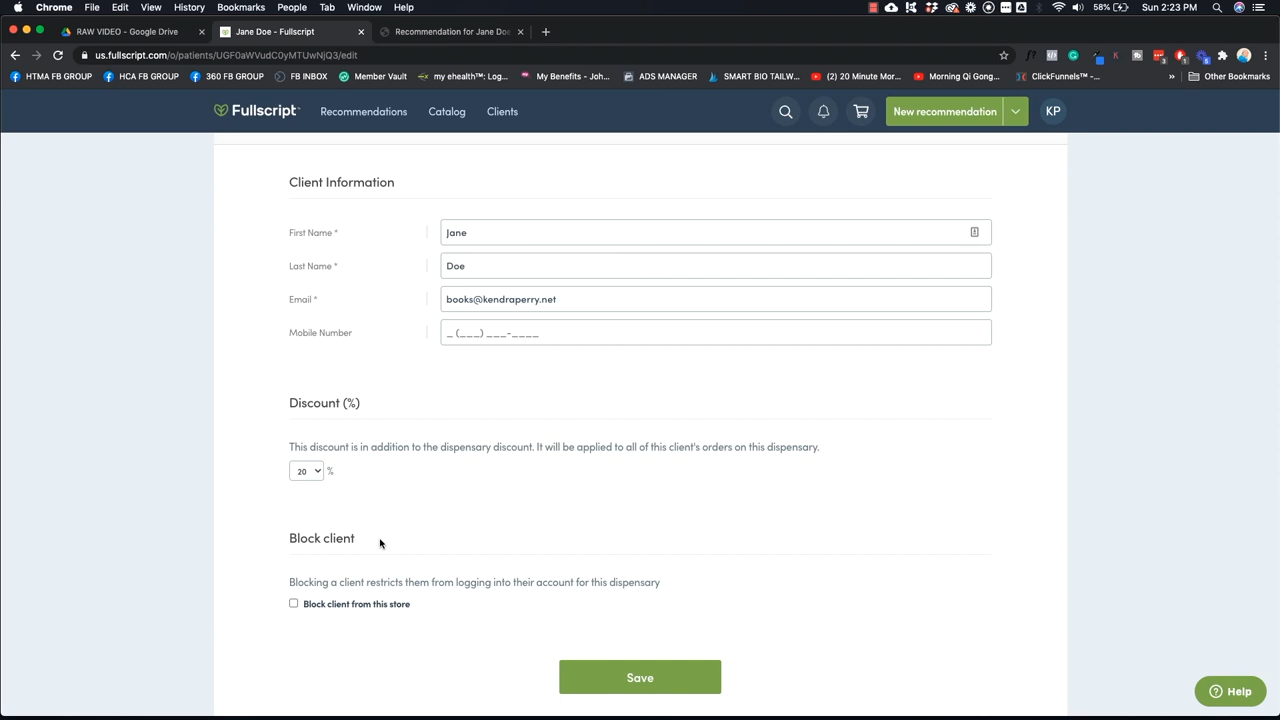 Chrome File Edit View History Bookmarks People Tab Window Help 58% Sun 2:23 PM
RAW VIDEO - Google Drive Jane Doe - Fullscript Recommendation for Jane Doe
us.fullscript.com/o/patients/UGF0aWVudC0yMTUwNjQ3/edit
HTMA FB GROUP HCA FB GROUP 360 FB GROUP FB INBOX Member Vault my ehealth™: Log... My Benefits - Joh... ADS MANAGER SMART BIO TAILW... (2) 20 Minute Mor... Morning Qi Gong... ClickFunnels™ -... » Other Bookmarks
Fullscript Recommendations Catalog Clients New recommendation KP
Client Information
First Name * Jane
Last Name * Doe
Email * books@kendraperry.net
Mobile Number _ (___) ___-____
Discount (%)
This discount is in addition to the dispensary discount. It will be applied to all of this client's orders on this dispensary.
20 %
Block client
Blocking a client restricts them from logging into their account for this dispensary
Block client from this store
Save
Help